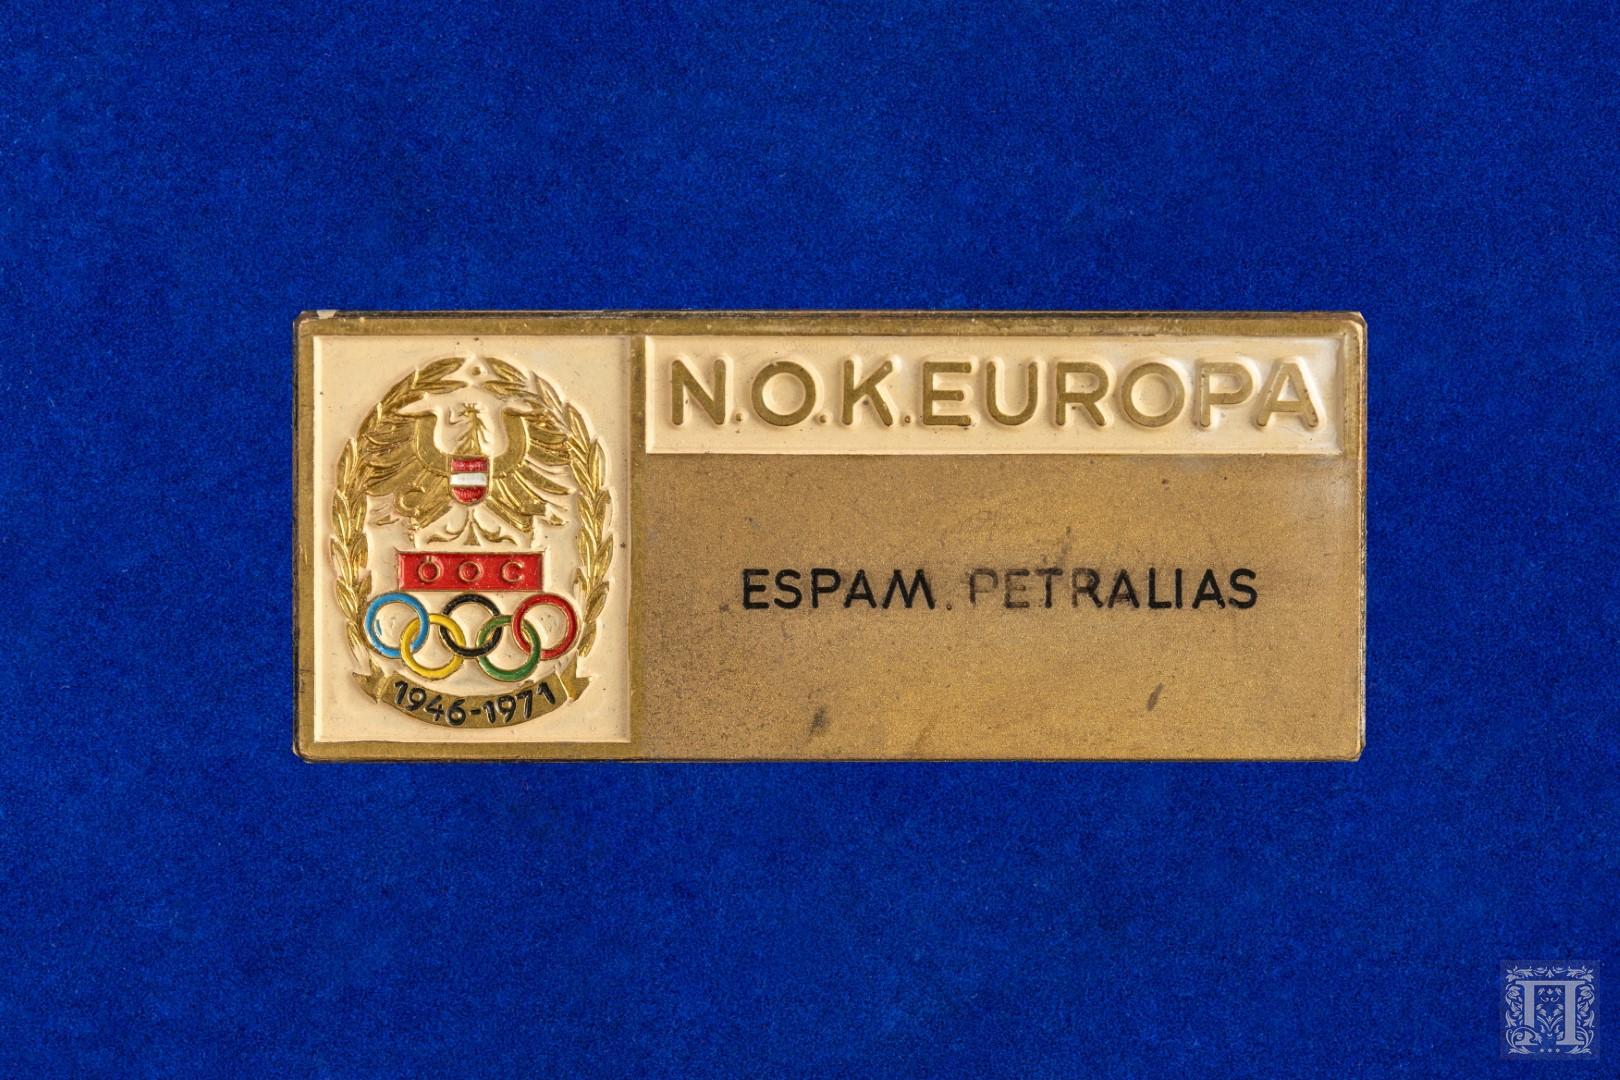 N.O.K.EUROPA
ESPAM. PETRALIAS
ÖOC
1946-1971
Π